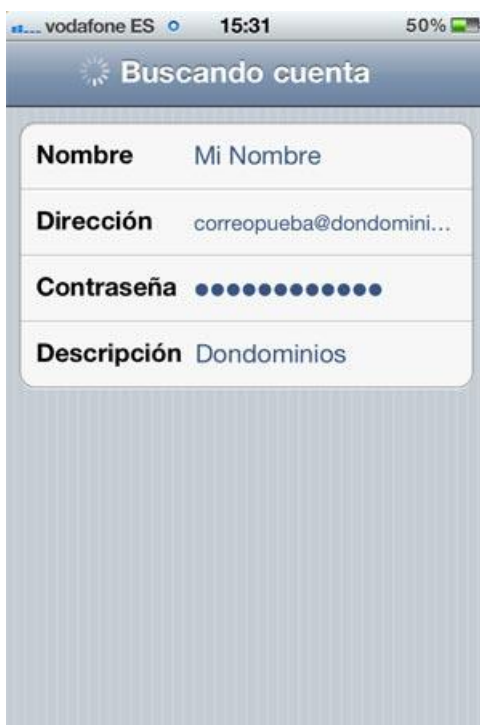 vodafone ES 15:31 50%
Buscando cuenta
Nombre Mi Nombre
Dirección correopueba@dondomini...
Contraseña ●●●●●●●●●●●●
Descripción Dondominios